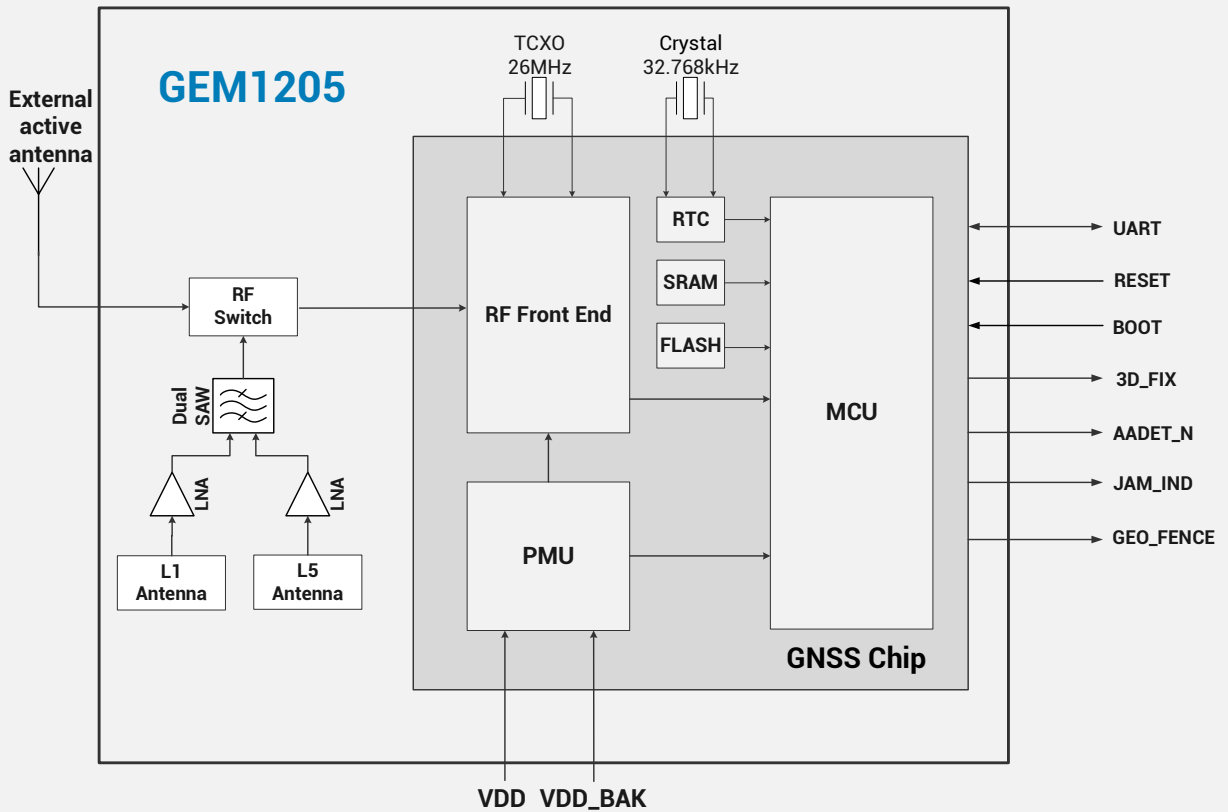 TCXO
26MHz
Crystal
32.768kHz
GEM1205
External
active
antenna
RTC
SRAM
FLASH
RF Front End
MCU
RF
Switch
Dual
SAW
LNA
LNA
L1
Antenna
L5
Antenna
PMU
GNSS Chip
UART
RESET
BOOT
3D_FIX
AADET_N
JAM_IND
GEO_FENCE
VDD
VDD_BAK